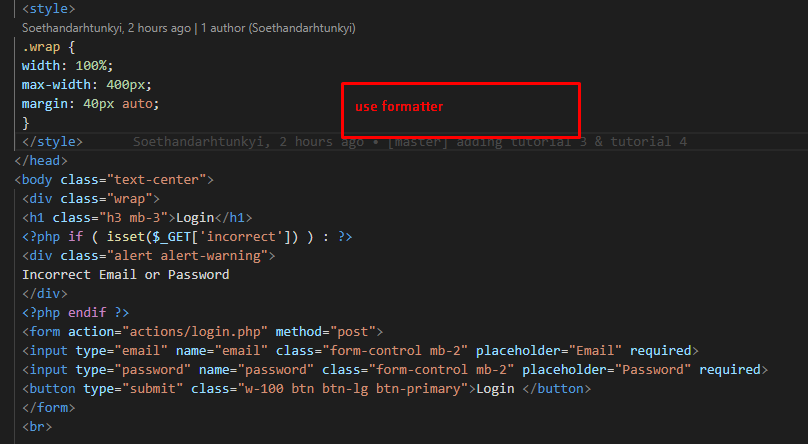 <style>
Soethandarhtunkyi, 2 hours ago | 1 author (Soethandarhtunkyi)
.wrap {
width: 100%;
max-width: 400px;
margin: 40px auto;
use formatter
}
</style> Soethandarhtunkyi, 2 hours ago • [master] adding tutorial 3 & tutorial 4
</head>
<body class="text-center">
<div class="wrap">
<h1 class="h3 mb-3">Login</h1>
<?php if ( isset($_GET['incorrect']) ) : ?>
<div class="alert alert-warning">
Incorrect Email or Password
</div>
<?php endif ?>
<form action="actions/login.php" method="post">
<input type="email" name="email" class="form-control mb-2" placeholder="Email" required>
<input type="password" name="password" class="form-control mb-2" placeholder="Password" required>
<button type="submit" class="w-100 btn btn-lg btn-primary">Login </button>
</form>
<br>